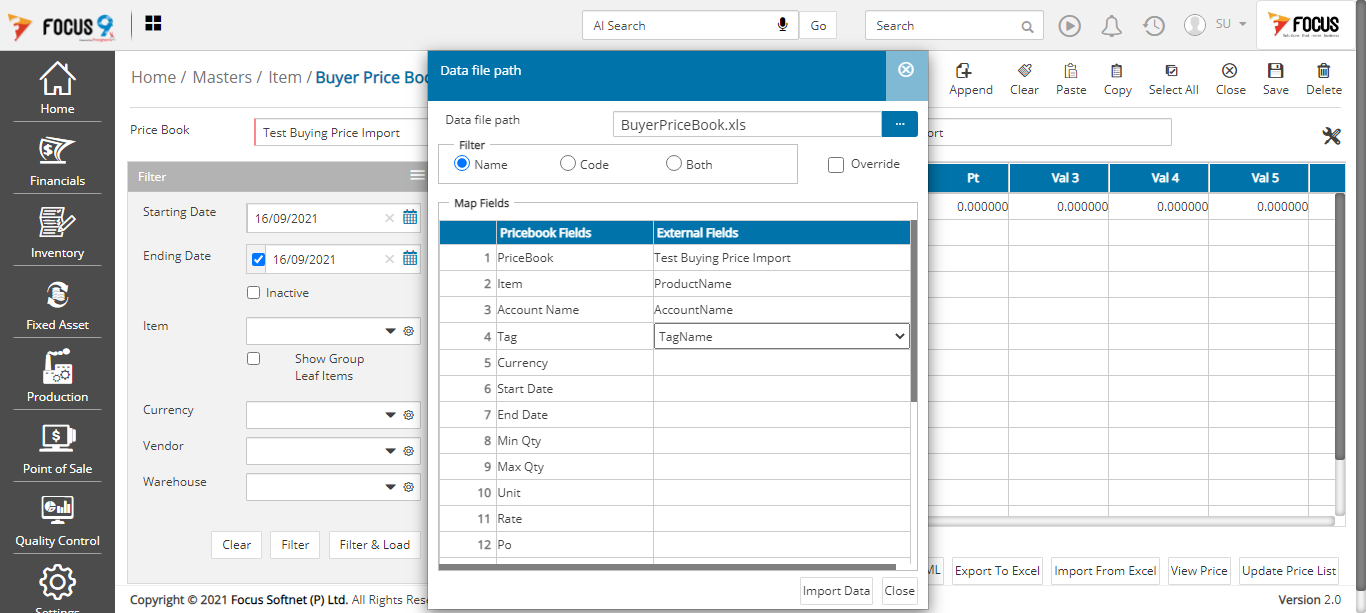 FOCUS 9
AI Search
Go
Search
SU
FOCUS
Home
Financials
Inventory
Fixed Asset
Production
Point of Sale
Quality Control
Settings
Home / Masters / Item / Buyer Price Boo
Append
Clear
Paste
Copy
Select All
Close
Save
Delete
Price Book
Test Buying Price Import
ort
Filter
Starting Date
16/09/2021
Ending Date
16/09/2021
Inactive
Item
Show Group
Leaf Items
Currency
Vendor
Warehouse
Clear
Filter
Filter & Load
Data file path
Data file path
BuyerPriceBook.xls
...
Filter
Name
Code
Both
Override
Map Fields
Pricebook Fields External Fields
1 PriceBook Test Buying Price Import
2 Item ProductName
3 Account Name AccountName
4 Tag TagName
5 Currency
6 Start Date
7 End Date
8 Min Qty
9 Max Qty
10 Unit
11 Rate
12 Po
Import Data
Close
Pt Val 3 Val 4 Val 5
0.000000 0.000000 0.000000 0.000000
ML
Export To Excel
Import From Excel
View Price
Update Price List
Copyright © 2021 Focus Softnet (P) Ltd. All Rights Rese
Version 2.0